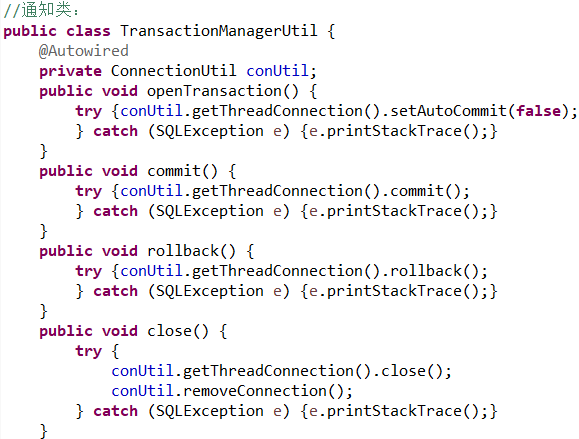 //通知类：
public class TransactionManagerUtil {
@Autowired
private ConnectionUtil conUtil;
public void openTransaction() {
try {conUtil.getThreadConnection().setAutoCommit(false);
} catch (SQLException e) {e.printStackTrace();}
}
public void commit() {
try {conUtil.getThreadConnection().commit();
} catch (SQLException e) {e.printStackTrace();}
}
public void rollback() {
try {conUtil.getThreadConnection().rollback();
} catch (SQLException e) {e.printStackTrace();}
}
public void close() {
try {
conUtil.getThreadConnection().close();
conUtil.removeConnection();
} catch (SQLException e) {e.printStackTrace();}
}